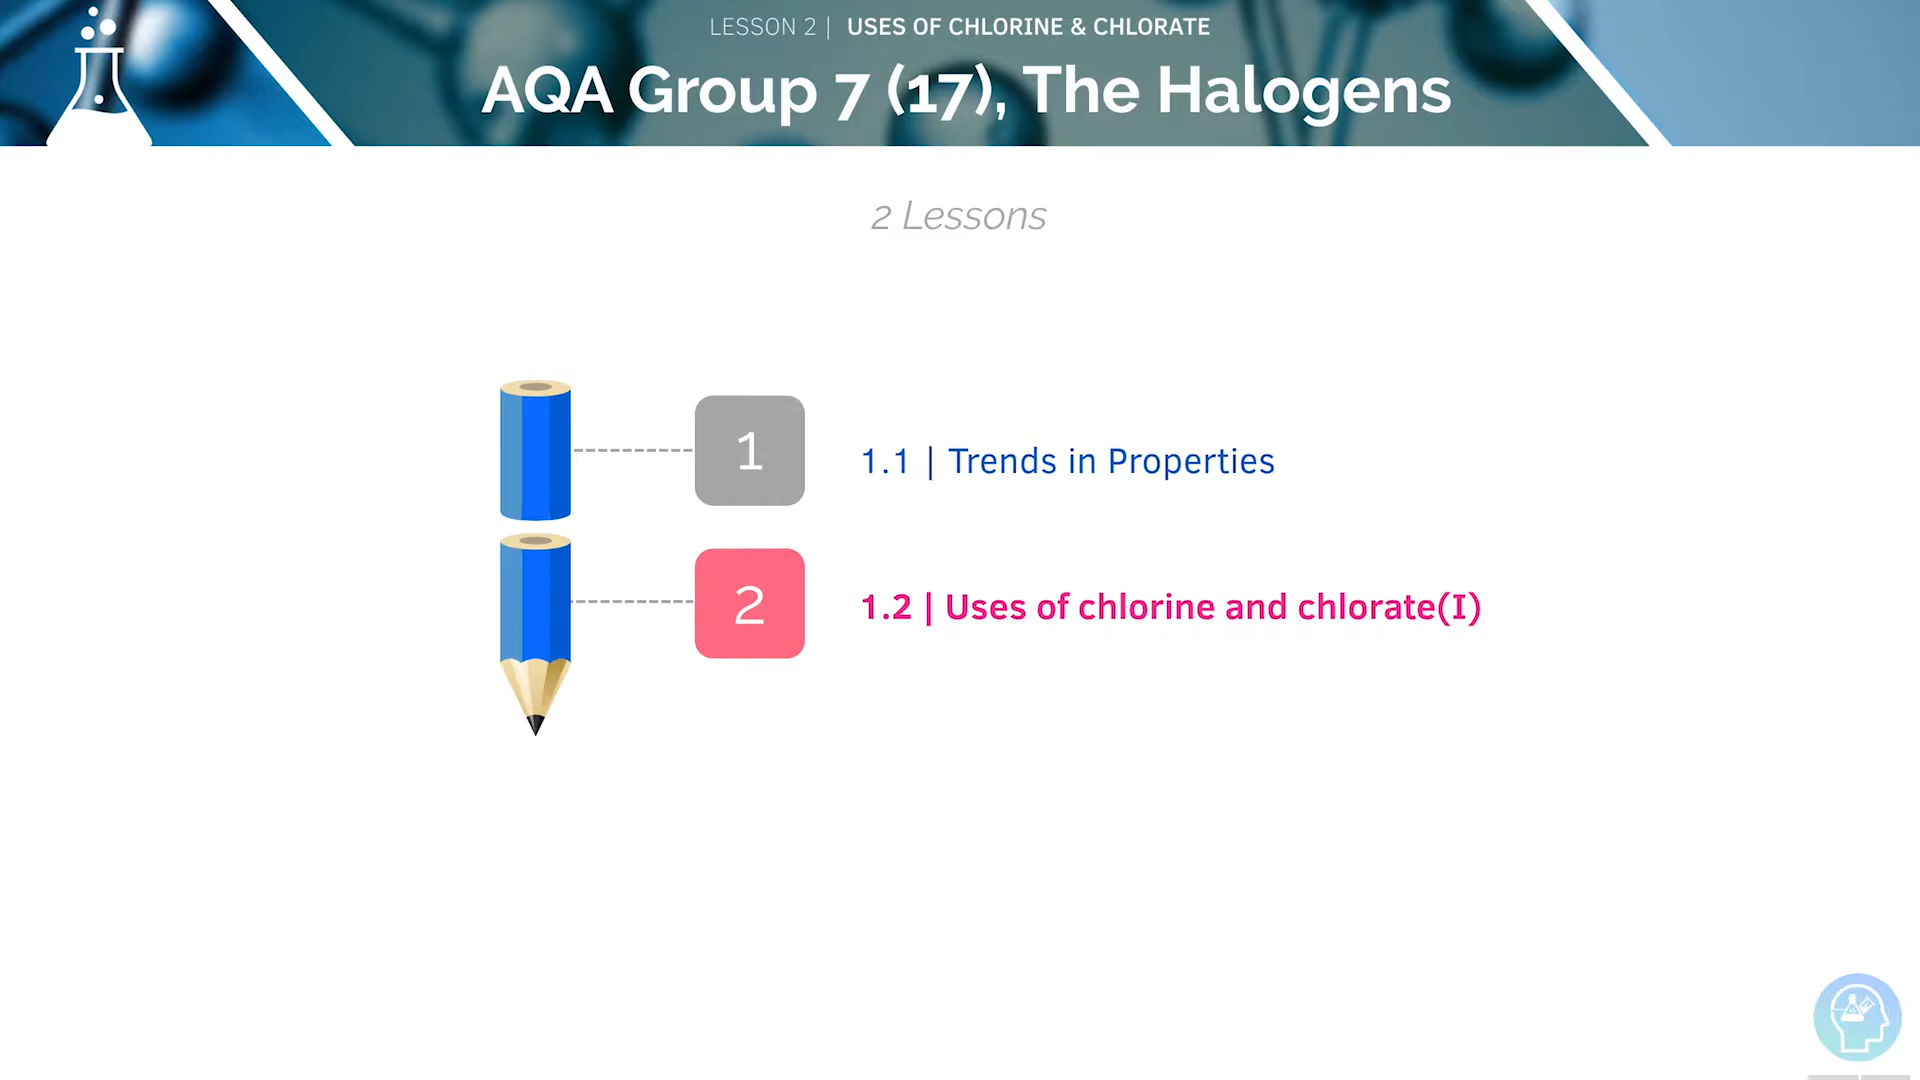 LESSON 2 | USES OF CHLORINE & CHLORATE
AQA Group 7 (17), The Halogens
2 Lessons
1
1.1 | Trends in Properties
2
1.2 | Uses of chlorine and chlorate(I)